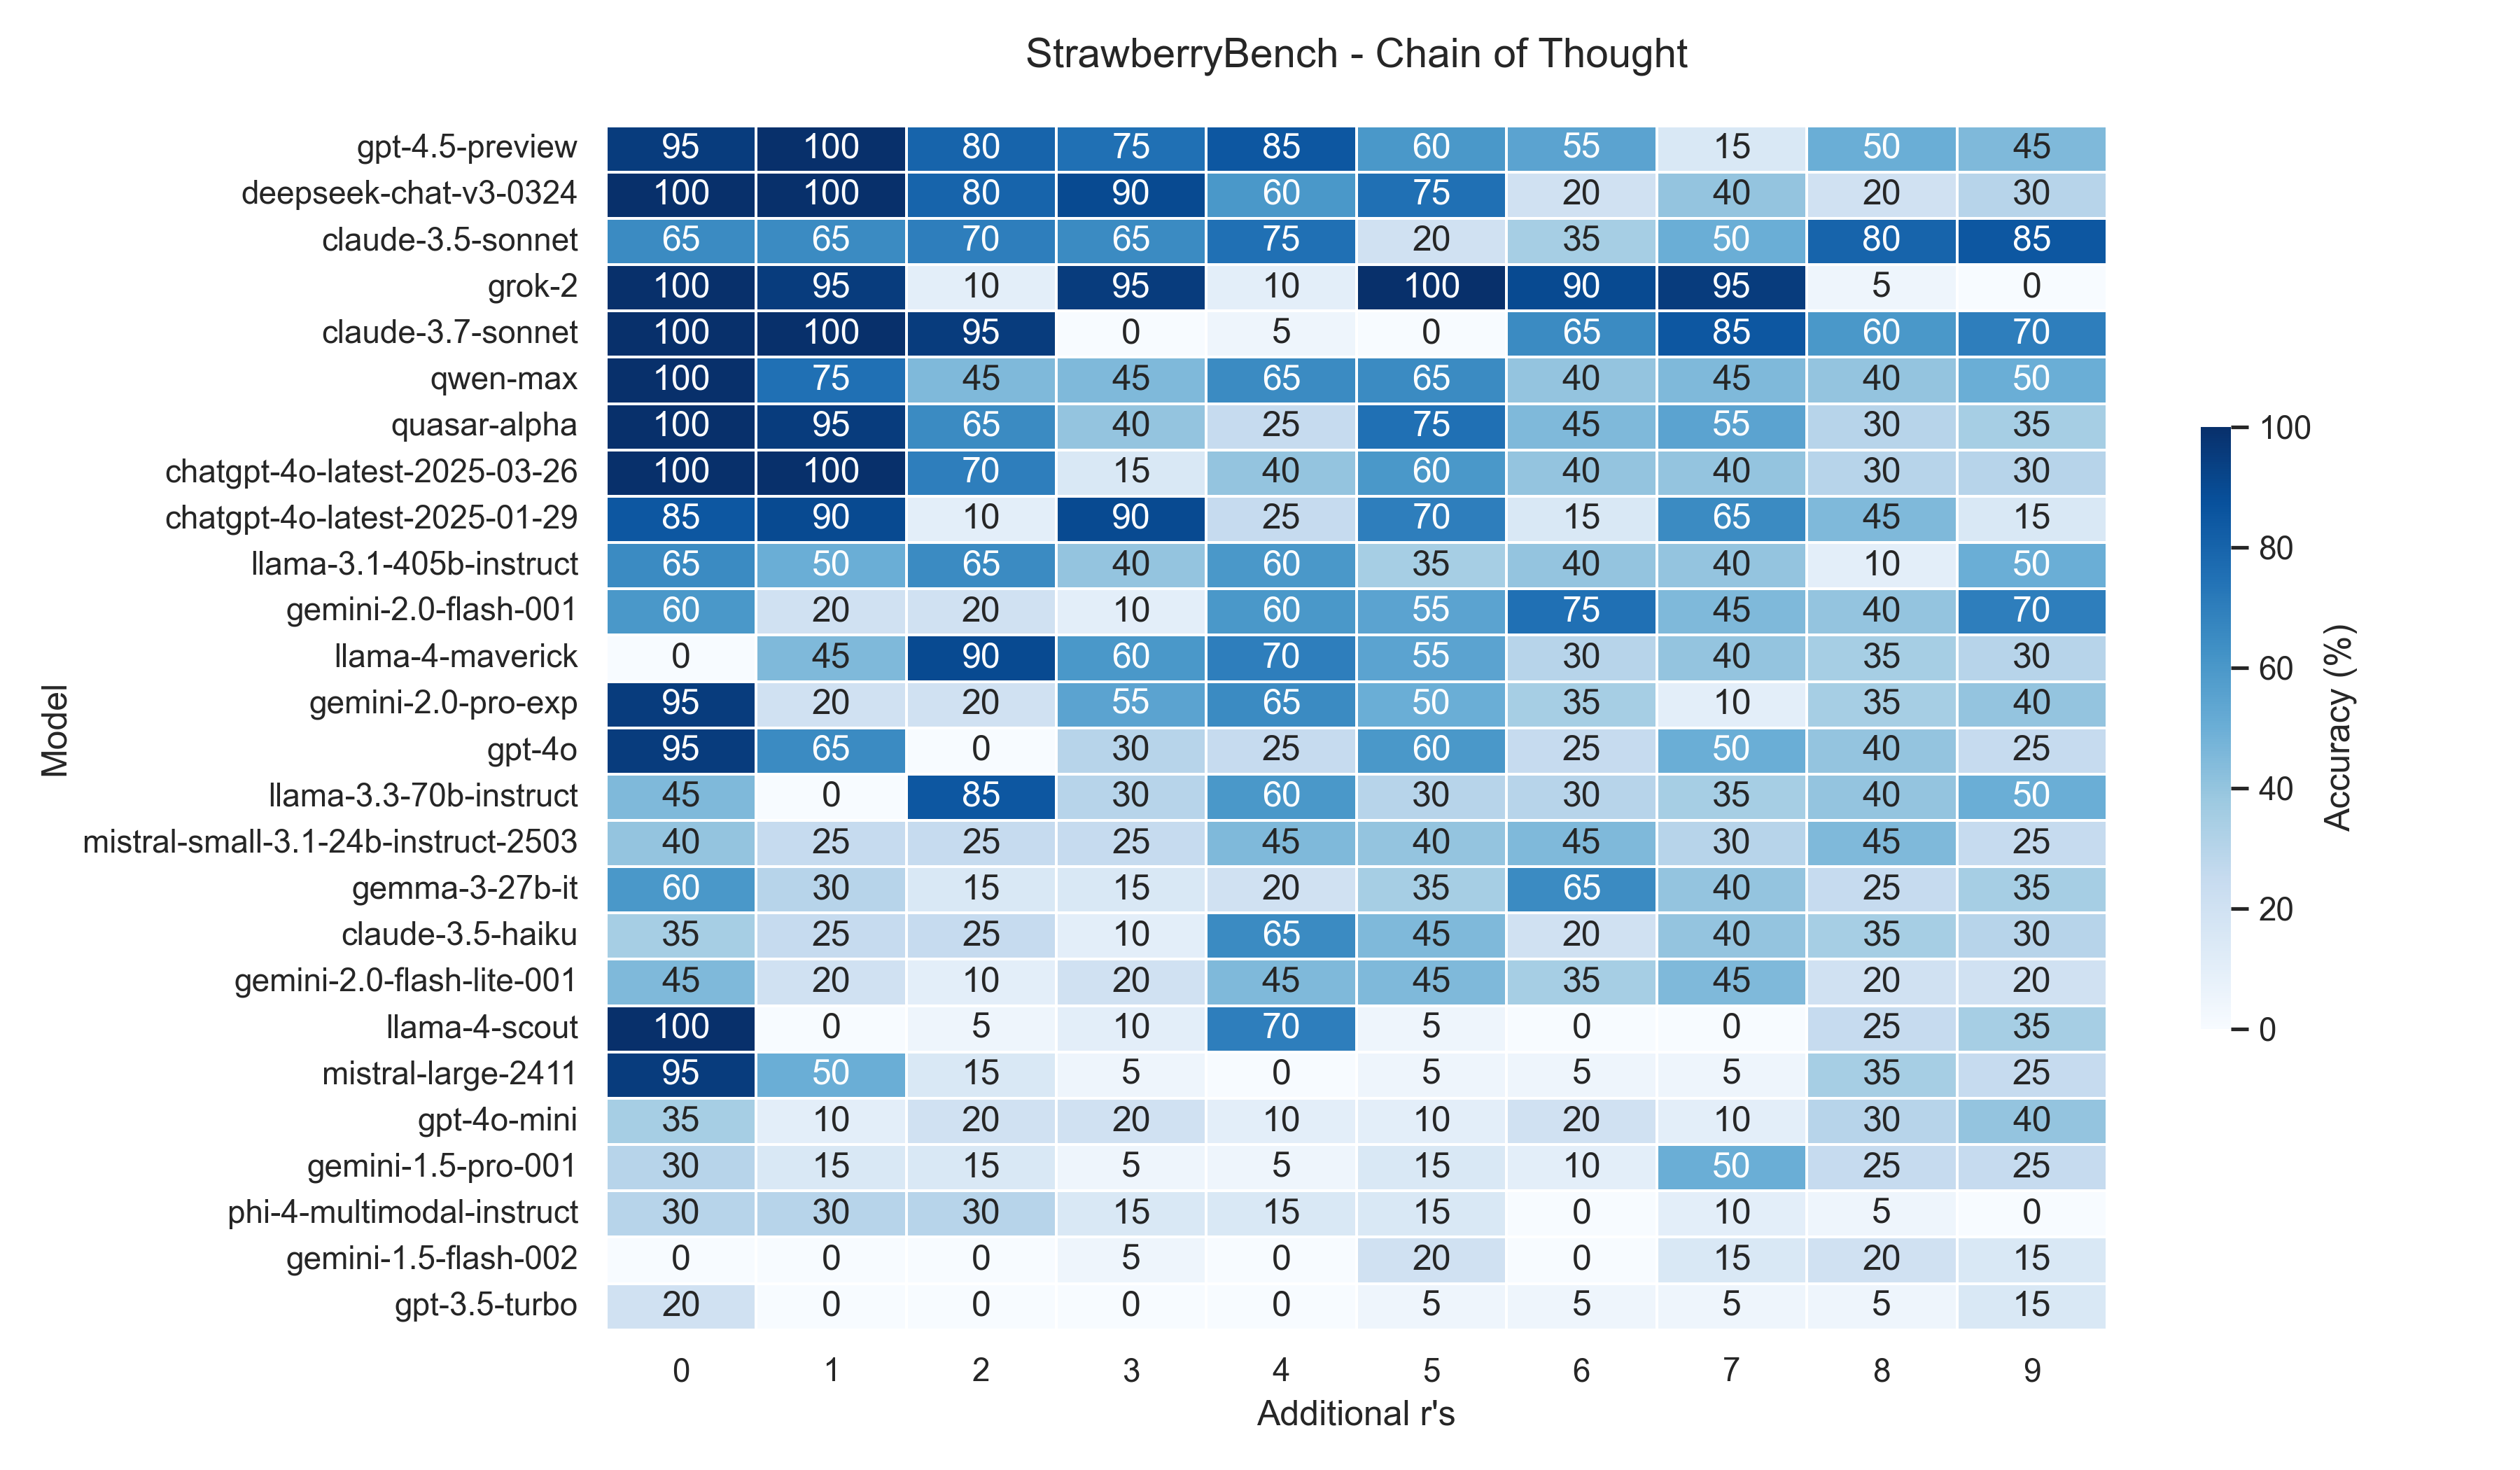 StrawberryBench - Chain of Thought
gpt-4.5-preview 95 100 80 75 85 60 55 15 50 45
deepseek-chat-v3-0324 100 100 80 90 60 75 20 40 20 30
claude-3.5-sonnet 65 65 70 65 75 20 35 50 80 85
grok-2 100 95 10 95 10 100 90 95 5 0
claude-3.7-sonnet 100 100 95 0 5 0 65 85 60 70
qwen-max 100 75 45 45 65 65 40 45 40 50
quasar-alpha 100 95 65 40 25 75 45 55 30 35
chatgpt-4o-latest-2025-03-26 100 100 70 15 40 60 40 40 30 30
chatgpt-4o-latest-2025-01-29 85 90 10 90 25 70 15 65 45 15
llama-3.1-405b-instruct 65 50 65 40 60 35 40 40 10 50
gemini-2.0-flash-001 60 20 20 10 60 55 75 45 40 70
llama-4-maverick 0 45 90 60 70 55 30 40 35 30
gemini-2.0-pro-exp 95 20 20 55 65 50 35 10 35 40
gpt-4o 95 65 0 30 25 60 25 50 40 25
llama-3.3-70b-instruct 45 0 85 30 60 30 30 35 40 50
mistral-small-3.1-24b-instruct-2503 40 25 25 25 45 40 45 30 45 25
gemma-3-27b-it 60 30 15 15 20 35 65 40 25 35
claude-3.5-haiku 35 25 25 10 65 45 20 40 35 30
gemini-2.0-flash-lite-001 45 20 10 20 45 45 35 45 20 20
llama-4-scout 100 0 5 10 70 5 0 0 25 35
mistral-large-2411 95 50 15 5 0 5 5 5 35 25
gpt-4o-mini 35 10 20 20 10 10 20 10 30 40
gemini-1.5-pro-001 30 15 15 5 5 15 10 50 25 25
phi-4-multimodal-instruct 30 30 30 15 15 15 0 10 5 0
gemini-1.5-flash-002 0 0 0 5 0 20 0 15 20 15
gpt-3.5-turbo 20 0 0 0 0 5 5 5 5 15
0 1 2 3 4 5 6 7 8 9
Additional r's
Model
100
80
60
40
20
0
Accuracy (%)